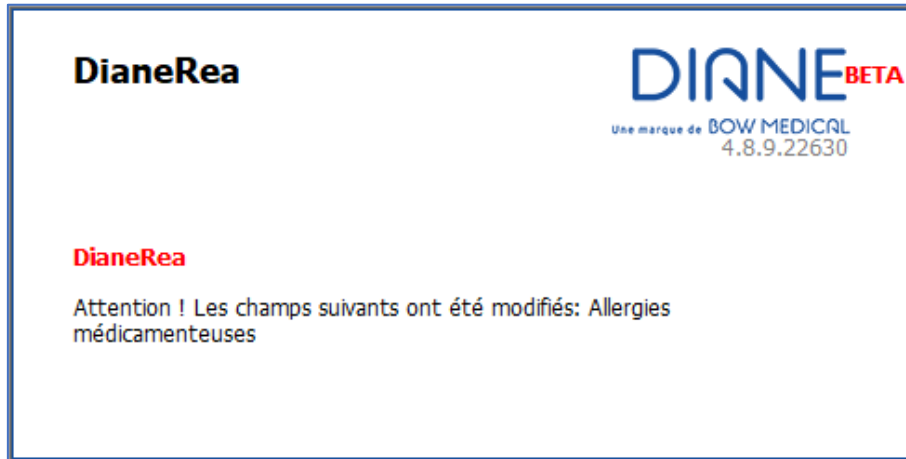 DianeRea
DIANE BETA
Une marque de BOW MEDICAL
4.8.9.22630
DianeRea
Attention ! Les champs suivants ont été modifiés: Allergies
médicamenteuses